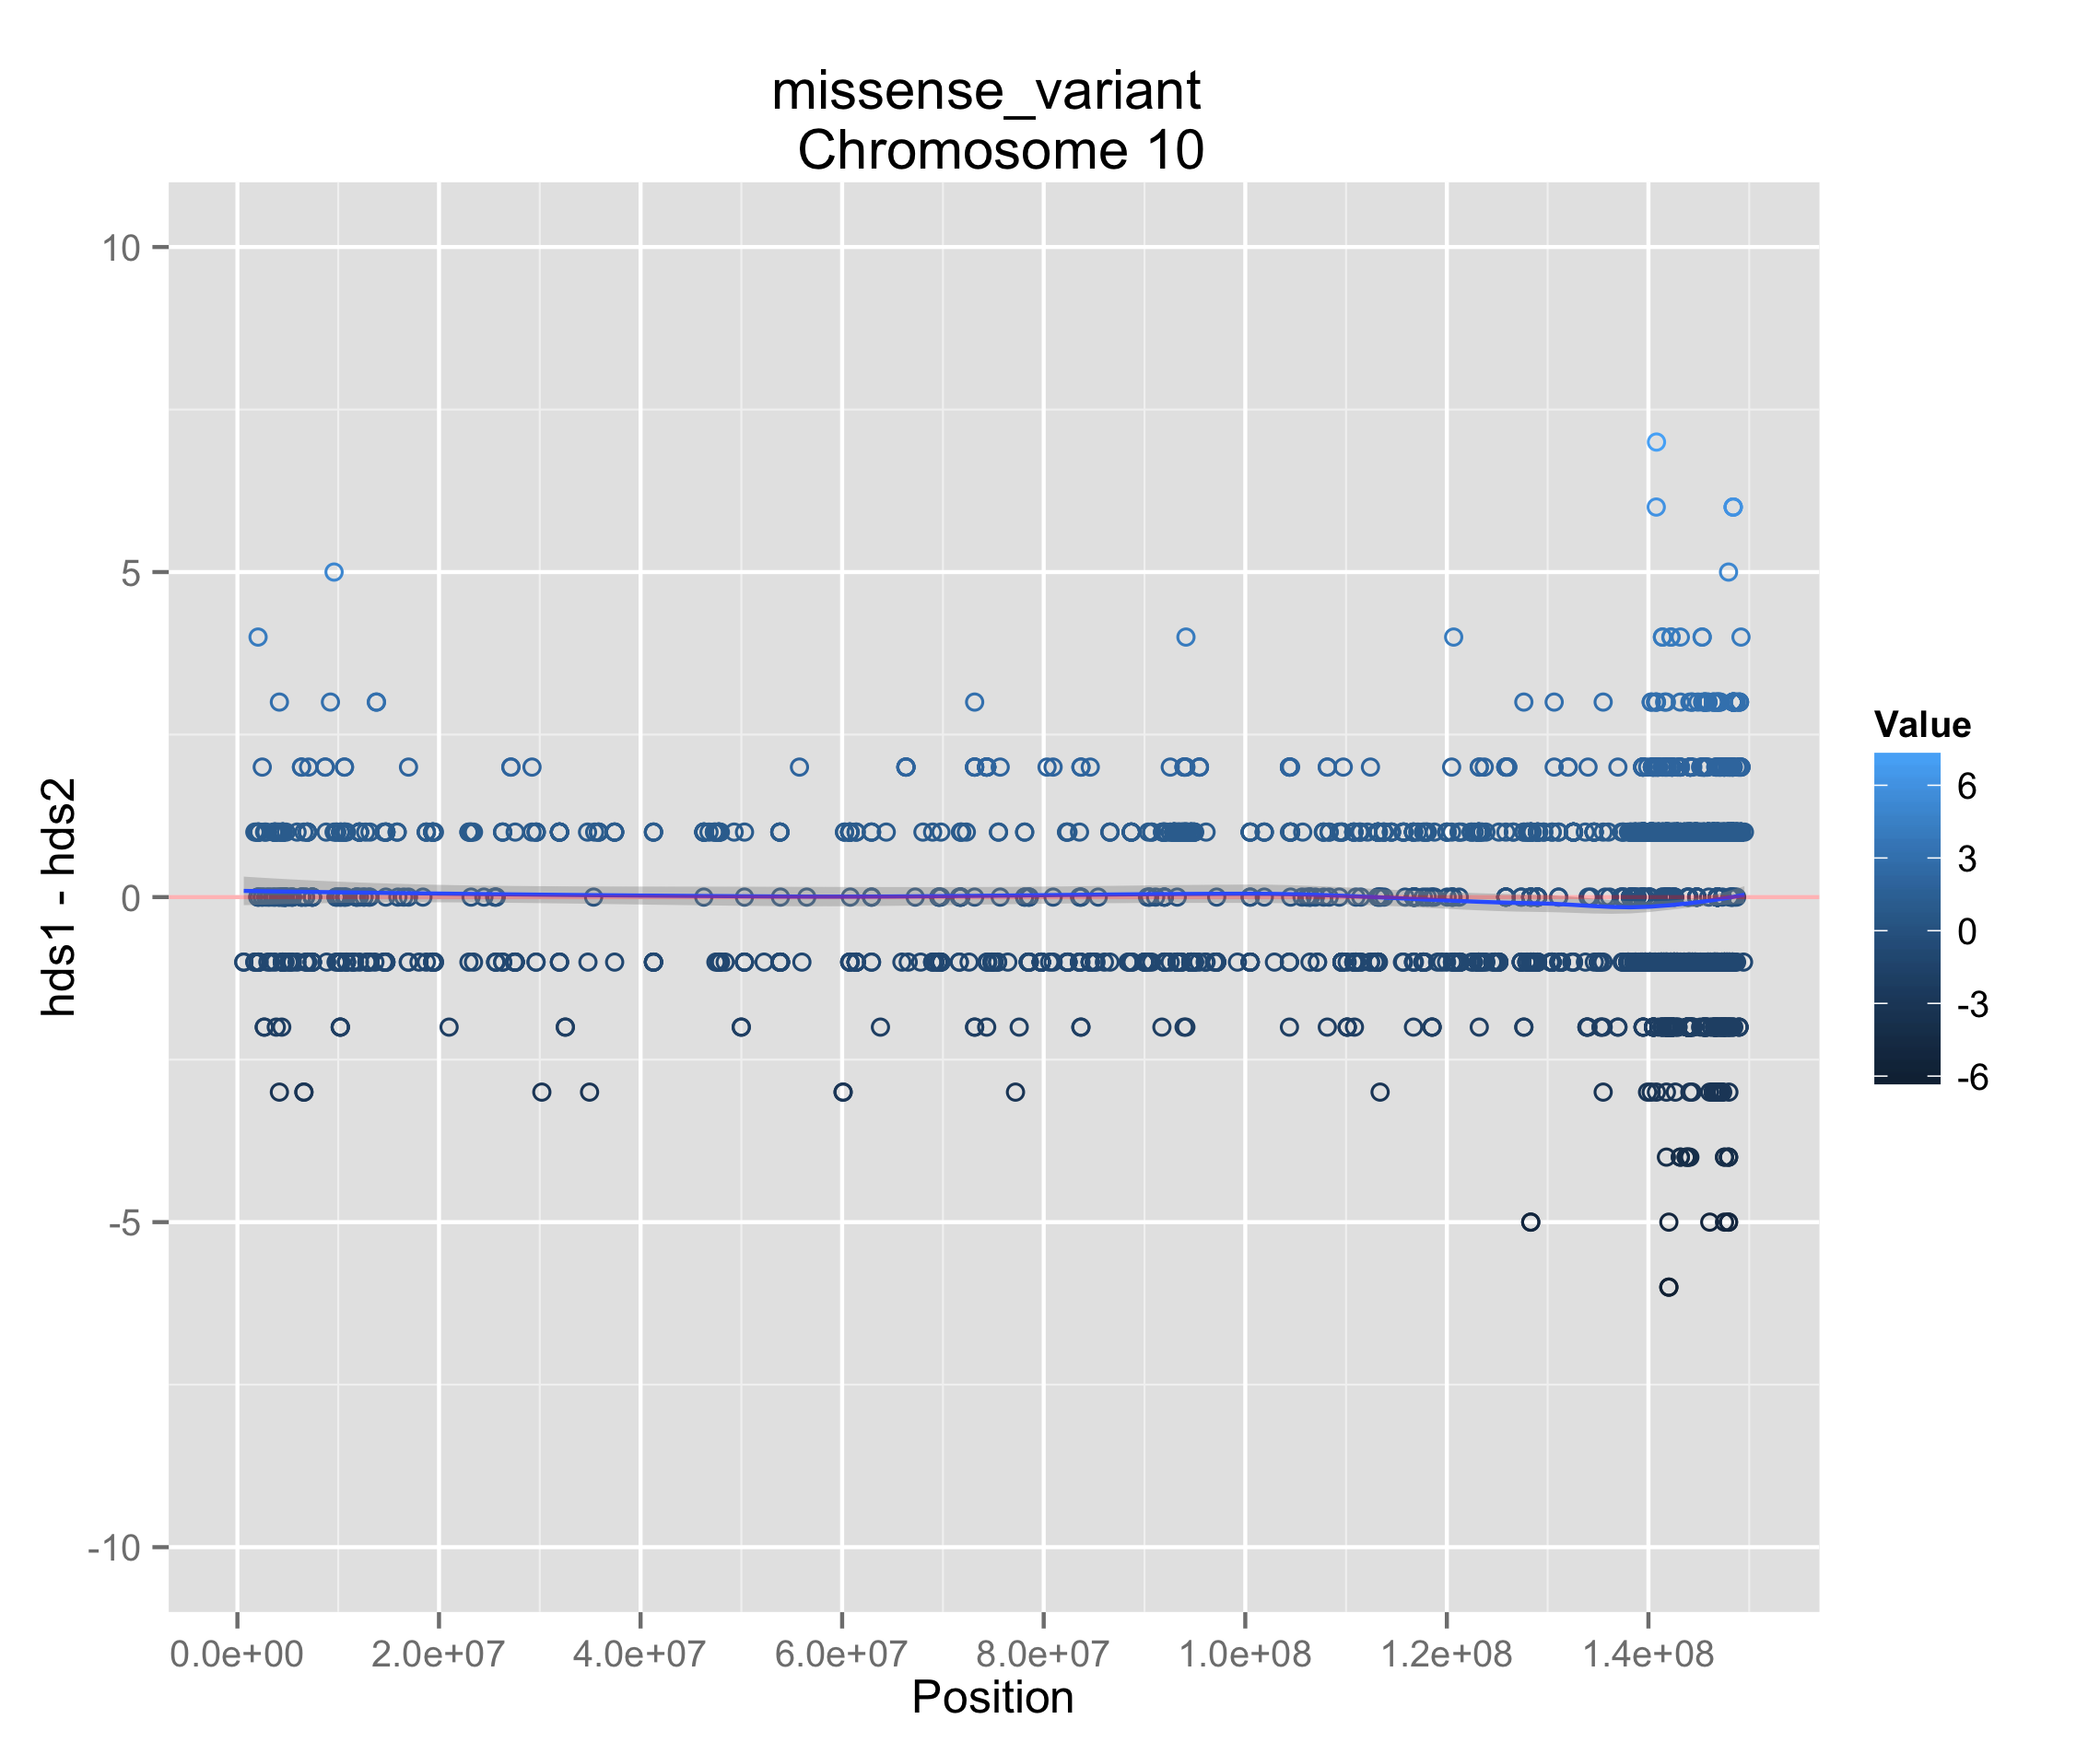 missense_variant
Chromosome 10
10
5
0
-5
-10
hds1 - hds2
0.0e+00
2.0e+07
4.0e+07
6.0e+07
8.0e+07
1.0e+08
1.2e+08
1.4e+08
Position
Value
6
3
0
-3
-6